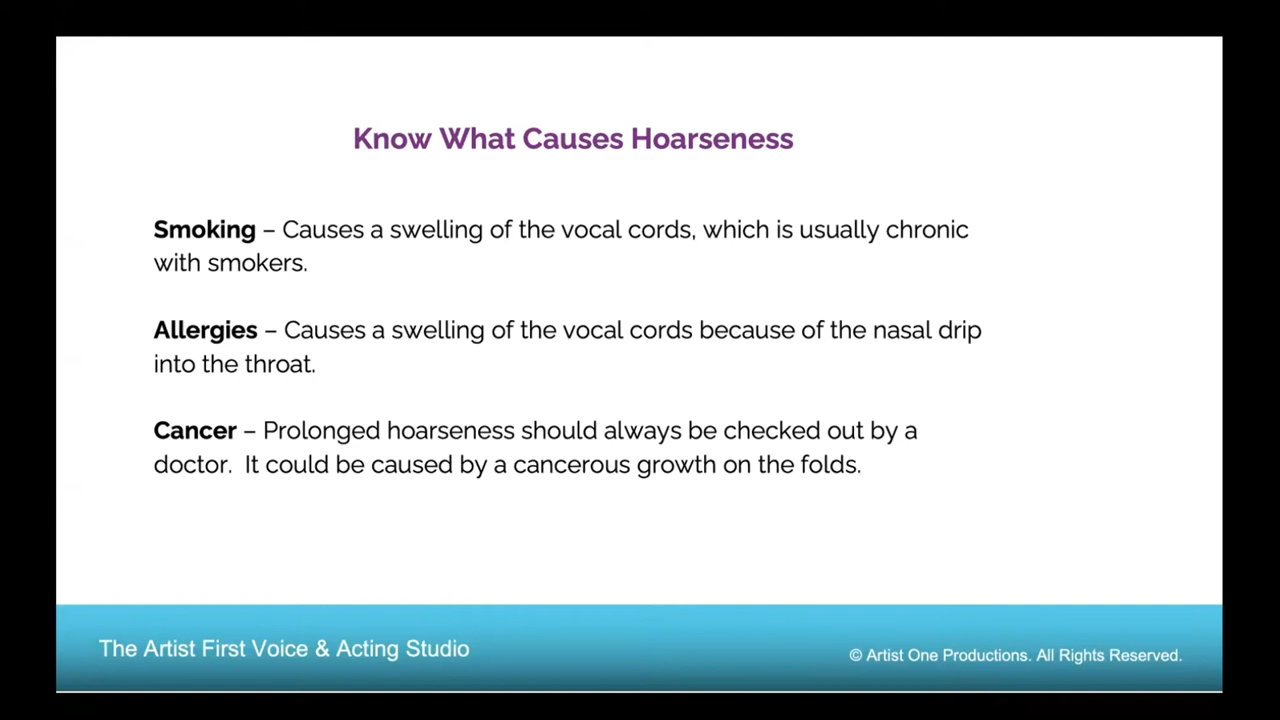 Know What Causes Hoarseness
Smoking – Causes a swelling of the vocal cords, which is usually chronic
with smokers.
Allergies – Causes a swelling of the vocal cords because of the nasal drip
into the throat.
Cancer – Prolonged hoarseness should always be checked out by a
doctor.  It could be caused by a cancerous growth on the folds.
The Artist First Voice & Acting Studio
© Artist One Productions. All Rights Reserved.